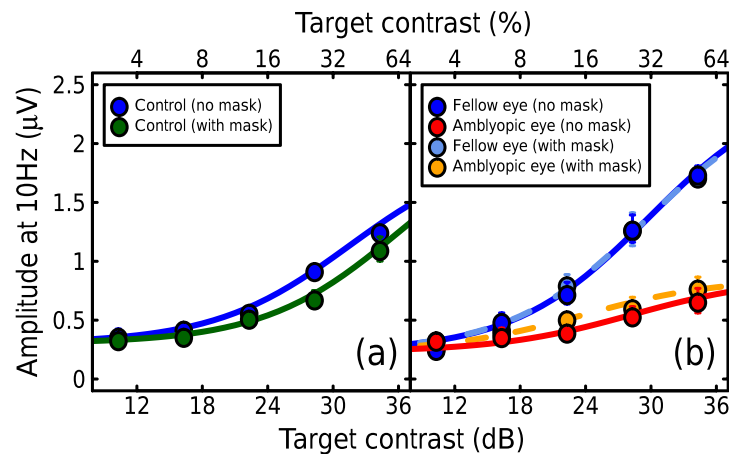 Target contrast (%)
4 8 16 32 64 4 8 16 32 64
Amplitude at 10Hz (μV)
2.5
2
1.5
1
0.5
0
Control (no mask)
Control (with mask)
(a)
Fellow eye (no mask)
Amblyopic eye (no mask)
Fellow eye (with mask)
Amblyopic eye (with mask)
(b)
12 18 24 30 36 12 18 24 30 36
Target contrast (dB)